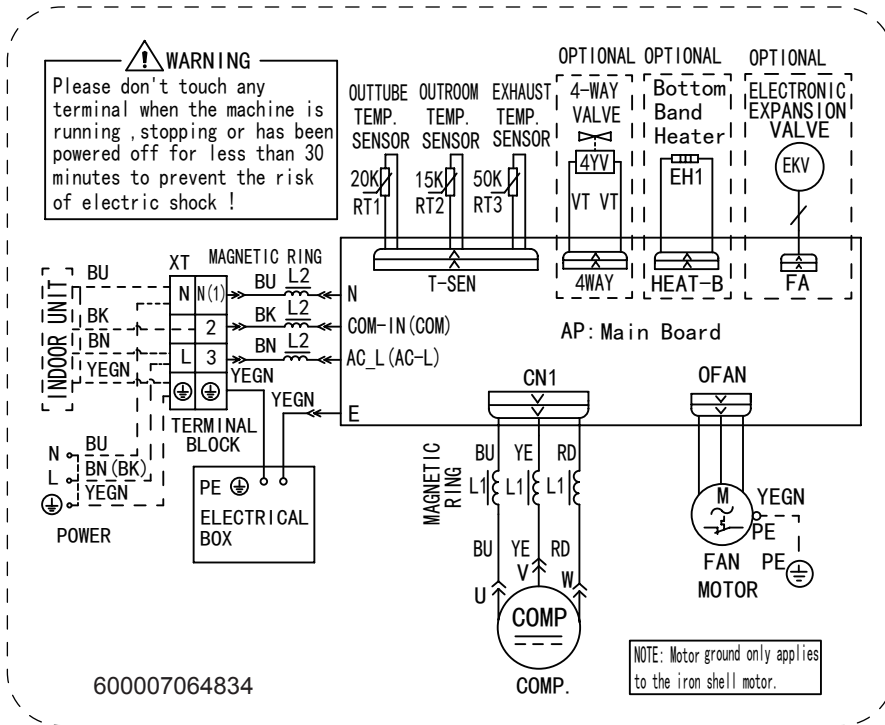 WARNING
Please don't touch any
terminal when the machine is
running ,stopping or has been
powered off for less than 30
minutes to prevent the risk
of electric shock !
OUTTUBE
TEMP.
SENSOR
OUTROOM
TEMP.
SENSOR
EXHAUST
TEMP.
SENSOR
20K
RT1
15K
RT2
50K
RT3
T-SEN
OPTIONAL
4-WAY
VALVE
4YV
VT VT
4WAY
OPTIONAL
Bottom
Band
Heater
EH1
HEAT-B
OPTIONAL
ELECTRONIC
EXPANSION
VALVE
EKV
FA
INDOOR UNIT
BU
BK
BN
YEGN
XT
N N(1)
2
L 3
TERMINAL
BLOCK
MAGNETIC RING
BU L2
BK L2
BN L2
YEGN
YEGN
N
COM-IN(COM)
AC_L(AC-L)
E
AP:Main Board
N BU
L BN(BK)
YEGN
POWER
PE
ELECTRICAL
BOX
CN1
MAGNETIC
RING
BU YE RD
L1 L1 L1
BU YE RD
U V W
COMP
COMP.
OFAN
M
YEGN
PE
PE
FAN
MOTOR
NOTE: Motor ground only applies
to the iron shell motor.
600007064834